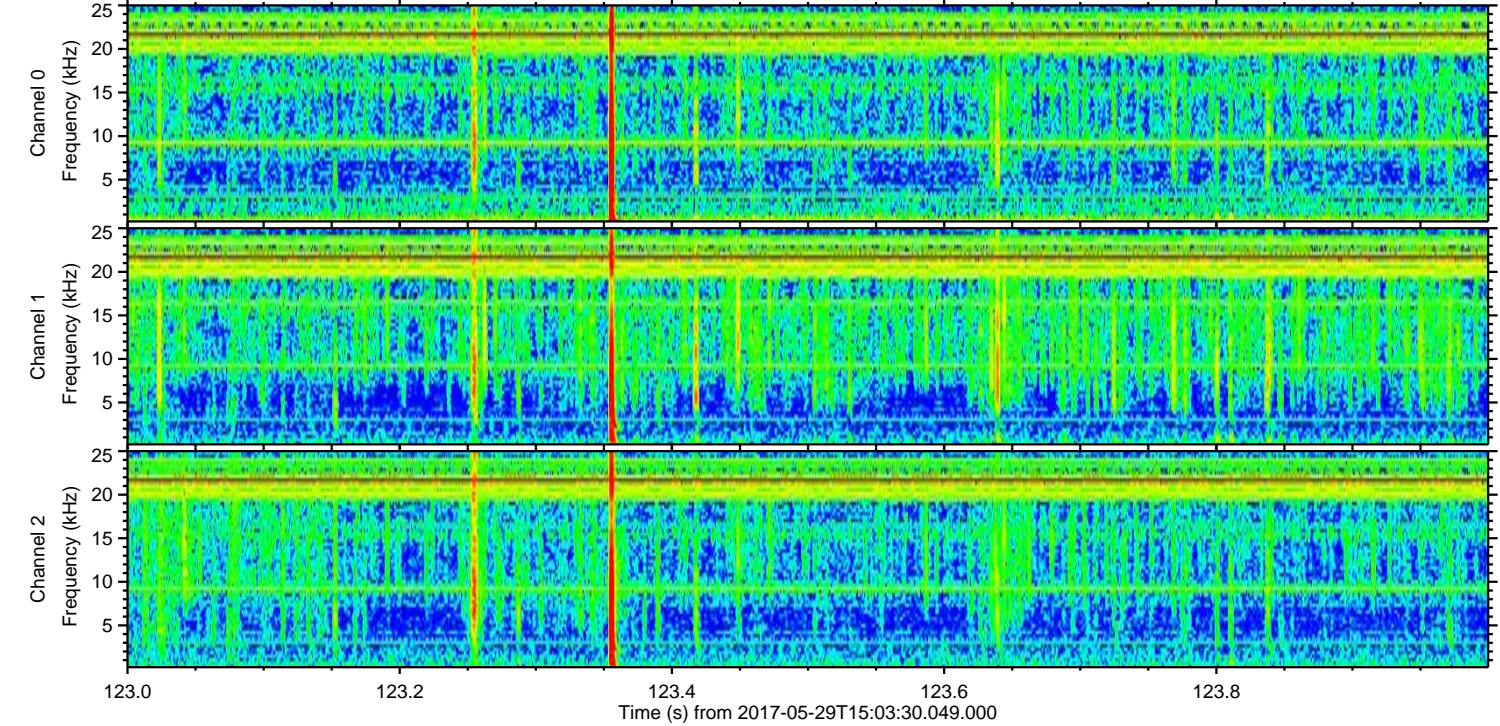 25
20
15
10
5
Channel 0
Frequency (kHz)
25
20
15
10
5
Channel 1
Frequency (kHz)
25
20
15
10
5
Channel 2
Frequency (kHz)
123.0 123.2 123.4 123.6 123.8
Time (s) from 2017-05-29T15:03:30.049.000